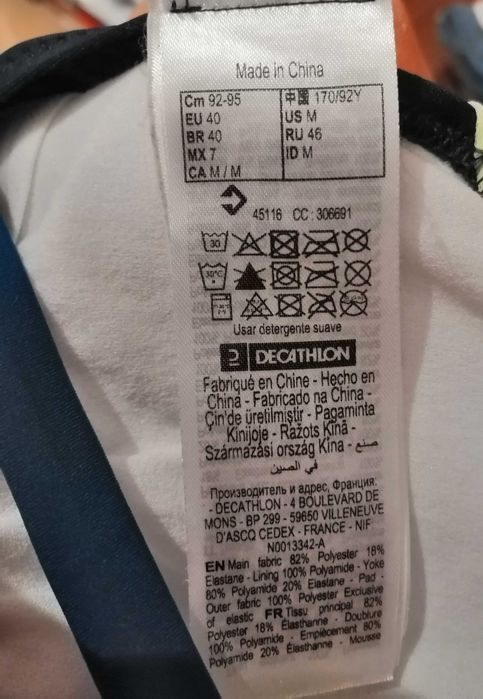 Made in China
Cm 92-95
EU 40
BR 40
MX 7
CA M / M
中國 170/92Y
US M
RU 46
ID M
45116 CC : 306691
30
30°C
Usar detergente suave
DECATHLON
Fabriqué en Chine - Hecho en
China - Fabricado na China -
Çin'de üretilmiştir - Pagaminta
Kinijoje - Ražots Ķīnā -
Származási ország Kína - صنع
في الصين
Производитель и адрес, Франция:
- DECATHLON - 4 BOULEVARD DE
MONS - BP 299 - 59650 VILLENEUVE
D'ASCQ CEDEX - FRANCE - NIF
N0013342-A
EN Main fabric 82% Polyester 18%
Elastane - Lining 100% Polyamide - Yoke
80% Polyamide 20% Elastane - Pad -
Outer fabric 100% Polyester Exclusive
of elastic FR Tissu principal 82%
Polyester 18% Élasthanne - Doublure
100% Polyamide - Empiècement 80%
Polyamide 20% Élasthanne - Mousse